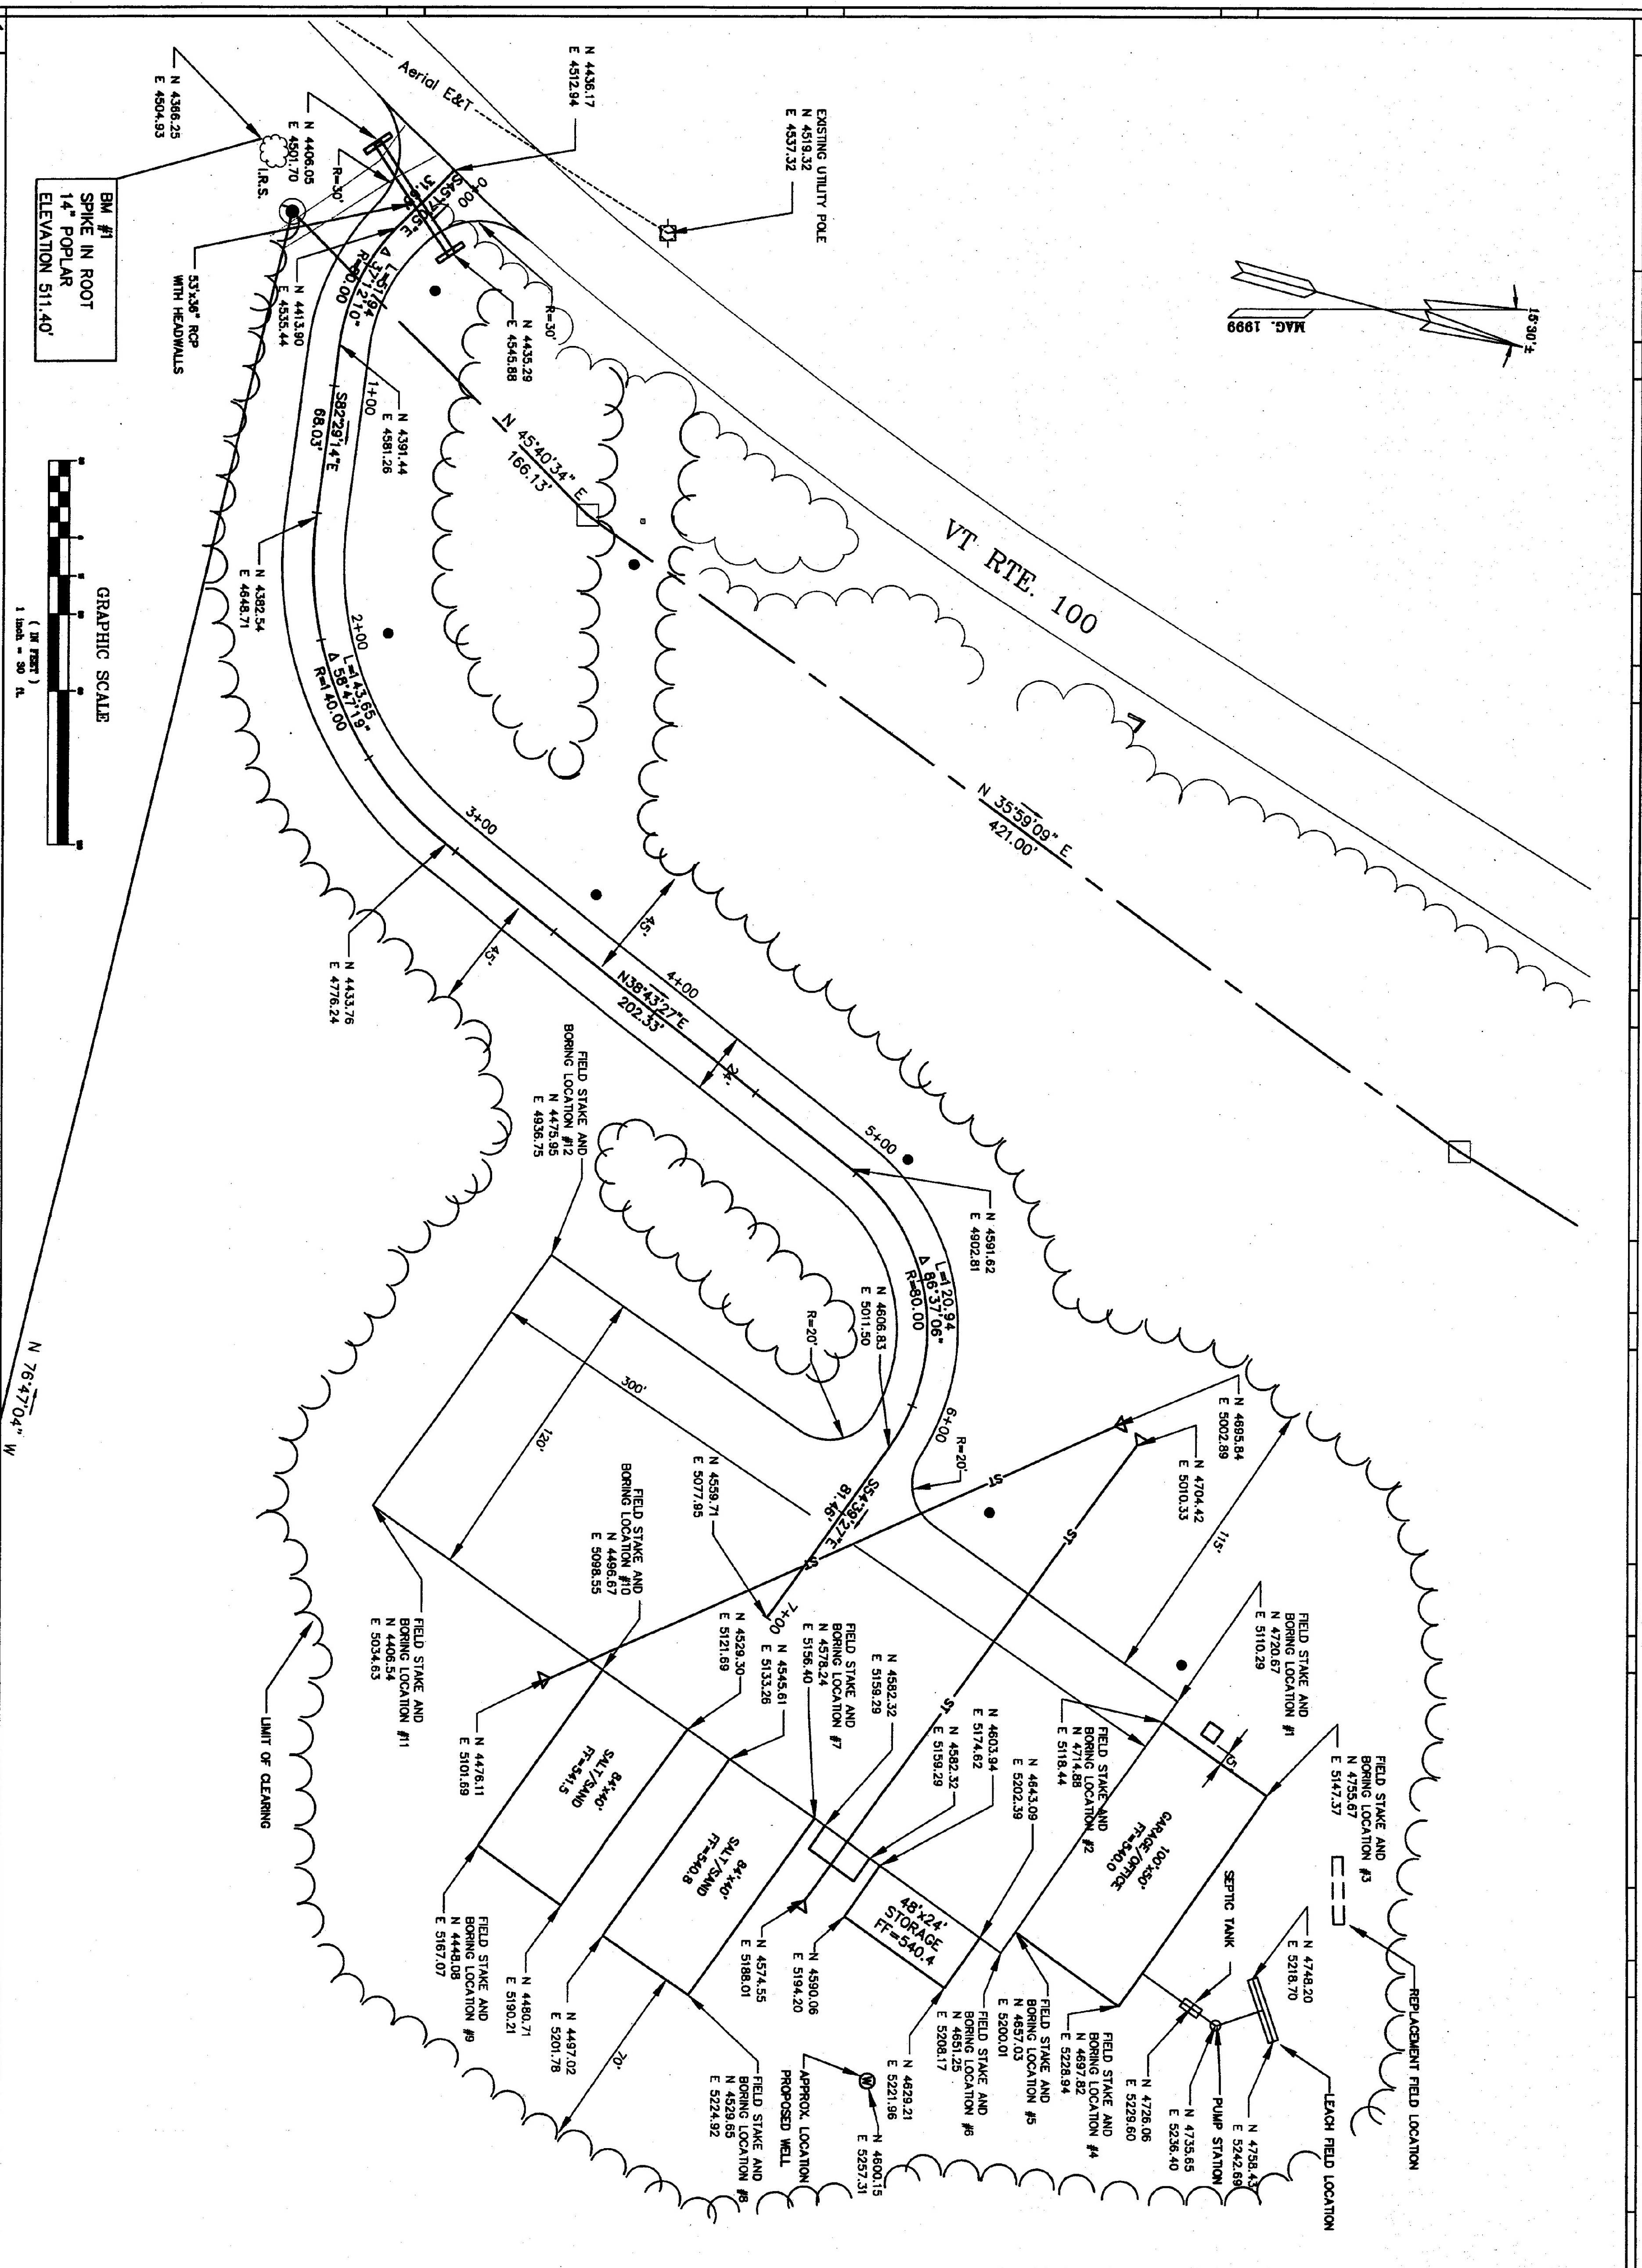 EXISTING UTILITY POLE
N 4519.32
E 4537.32
N 4436.17
E 4512.94
Aerial E&T
N 4366.25
E 4504.93
N 4406.05
E 4501.70
I.R.S.
R=30'
BM #1
SPIKE IN ROOT
14" POPLAR
ELEVATION 511.40'
53'x36" RCP
WITH HEADWALLS
N 4413.90
E 4535.44
0+00
S45°17'05"E
L=51.94
Δ 37°12'10"
R=80.00
R=30'
N 4435.29
E 4545.88
15°30'±
MAG. 1999
N 4391.44
E 4581.26
1+00
S82°29'14"E
68.03'
N 4382.54
E 4648.71
N 45°40'34" E
166.13'
VT RTE. 100
N 35°59'09" E
421.00'
2+00
L=143.65
Δ 58°47'19"
R=140.00
GRAPHIC SCALE
( IN FEET )
1 inch = 30 ft.
3+00
45'
45'
N 4433.76
E 4776.24
4+00
N38°43'27"E
202.33'
24'
FIELD STAKE AND
BORING LOCATION #12
N 4475.95
E 4936.75
5+00
N 4591.62
E 4902.81
L=120.94
Δ 86°37'06"
R=80.00
N 4606.83
E 5011.50
R=20'
300'
120'
N 76°47'04" W
6+00
R=20'
N 4695.84
E 5002.89
N 4704.42
E 5010.33
ST
ST
ST
ST
115'
S54°39'27"E
81.46'
7+00
N 4559.71
E 5077.95
FIELD STAKE AND
BORING LOCATION #10
N 4496.67
E 5098.55
FIELD STAKE AND
BORING LOCATION #11
N 4406.54
E 5034.63
LIMIT OF CLEARING
N 4476.11
E 5101.69
N 4529.30
E 5121.69
N 4545.61
E 5133.26
FIELD STAKE AND
BORING LOCATION #7
N 4578.24
E 5156.40
N 4582.32
E 5159.29
N 4603.94
E 5174.62
N 4582.32
E 5159.29
N 4643.09
E 5202.39
FIELD STAKE AND
BORING LOCATION #2
N 4714.88
E 5118.44
FIELD STAKE AND
BORING LOCATION #1
N 4720.67
E 5110.29
5'
FIELD STAKE AND
BORING LOCATION #3
N 4755.67
E 5147.37
100'x50'
GARAGE/OFFICE
FF=540.0
84'x40'
SALT/SAND
FF=541.5
84'x40'
SALT/SAND
FF=540.8
48'x24'
STORAGE
FF=540.4
SEPTIC TANK
REPLACEMENT FIELD LOCATION
N 4748.20
E 5218.70
LEACH FIELD LOCATION
N 4758.43
E 5242.69
PUMP STATION
N 4735.65
E 5236.40
N 4726.06
E 5229.60
FIELD STAKE AND
BORING LOCATION #4
N 4697.82
E 5228.94
FIELD STAKE AND
BORING LOCATION #5
N 4657.03
E 5200.01
FIELD STAKE AND
BORING LOCATION #6
N 4651.25
E 5208.17
N 4629.21
E 5221.96
W
N 4600.15
E 5257.31
APPROX. LOCATION
PROPOSED WELL
N 4590.06
E 5194.20
N 4574.55
E 5188.01
FIELD STAKE AND
BORING LOCATION #8
N 4529.65
E 5224.92
70'
N 4497.02
E 5201.78
N 4480.71
E 5190.21
FIELD STAKE AND
BORING LOCATION #9
N 4448.08
E 5167.07